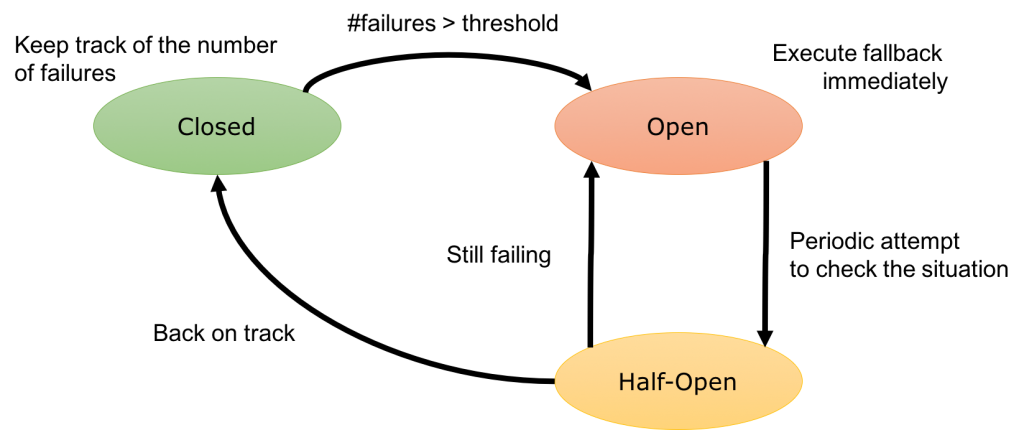 #failures > threshold
Keep track of the number
of failures
Execute fallback
immediately
Closed
Open
Still failing
Periodic attempt
to check the situation
Back on track
Half-Open